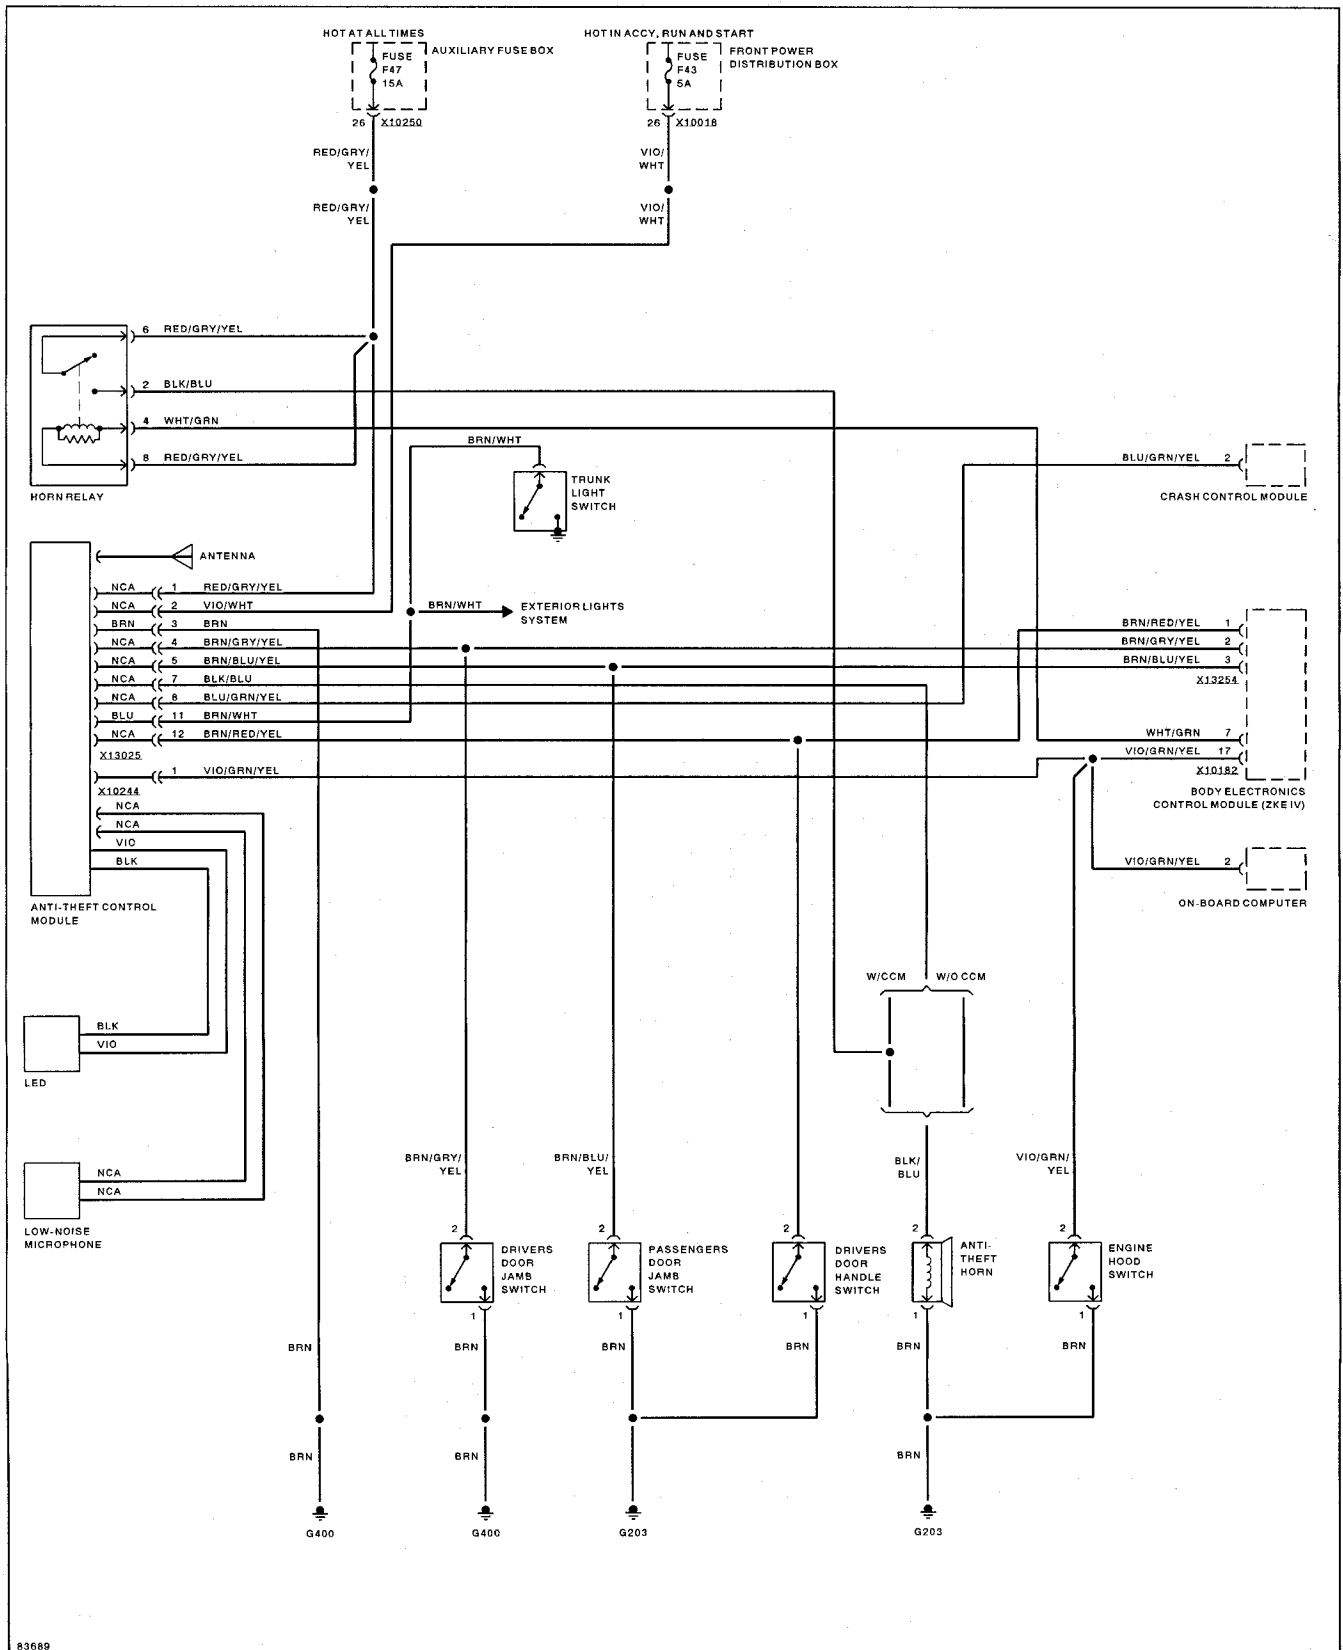 HOT AT ALL TIMES
HOT IN ACCY, RUN AND START
FUSE
F47
15A
AUXILIARY FUSE BOX
FUSE
F43
5A
FRONT POWER
DISTRIBUTION BOX
26 X10250
26 X10018
RED/GRY/
YEL
VIO/
WHT
RED/GRY/
YEL
VIO/
WHT
6 RED/GRY/YEL
2 BLK/BLU
4 WHT/GRN
8 RED/GRY/YEL
HORN RELAY
BRN/WHT
TRUNK
LIGHT
SWITCH
BLU/GRN/YEL 2
CRASH CONTROL MODULE
ANTENNA
NCA 1 RED/GRY/YEL
NCA 2 VIO/WHT
BRN 3 BRN
NCA 4 BRN/GRY/YEL
NCA 5 BRN/BLU/YEL
NCA 7 BLK/BLU
NCA 8 BLU/GRN/YEL
BLU 11 BRN/WHT
NCA 12 BRN/RED/YEL
X13025
1 VIO/GRN/YEL
X10244
NCA
NCA
VIO
BLK
ANTI-THEFT CONTROL
MODULE
BRN/WHT
EXTERIOR LIGHTS
SYSTEM
BRN/RED/YEL 1
BRN/GRY/YEL 2
BRN/BLU/YEL 3
X13254
WHT/GRN 7
VIO/GRN/YEL 17
X10182
BODY ELECTRONICS
CONTROL MODULE (ZKE IV)
VIO/GRN/YEL 2
ON-BOARD COMPUTER
W/CCM W/O CCM
BLK
VIO
LED
NCA
NCA
LOW-NOISE
MICROPHONE
BRN/GRY/
YEL
BRN/BLU/
YEL
BLK/
BLU
VIO/GRN/
YEL
2
DRIVERS
DOOR
JAMB
SWITCH
1
2
PASSENGERS
DOOR
JAMB
SWITCH
1
2
DRIVERS
DOOR
HANDLE
SWITCH
1
2
ANTI-
THEFT
HORN
1
2
ENGINE
HOOD
SWITCH
1
BRN BRN BRN BRN BRN BRN
BRN BRN BRN
G400 G400 G203 G203
83689